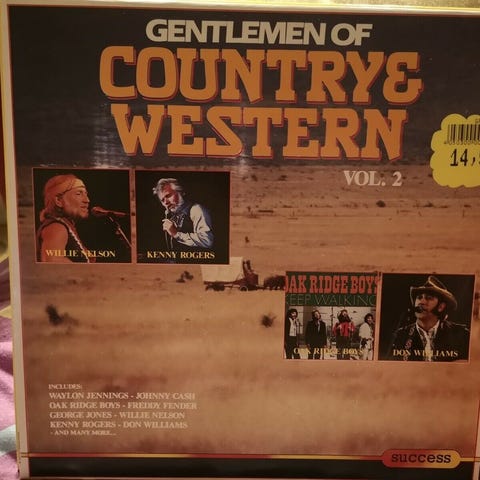 GENTLEMEN OF
COUNTRY&
WESTERN
VOL. 2
14,
WILLIE NELSON
KENNY ROGERS
OAK RIDGE BOYS
KEEP WALKING
OAK RIDGE BOYS
DON WILLIAMS
INCLUDES:
WAYLON JENNINGS - JOHNNY CASH
OAK RIDGE BOYS - FREDDY FENDER
GEORGE JONES - WILLIE NELSON
KENNY ROGERS - DON WILLIAMS
- AND MANY MORE...
success